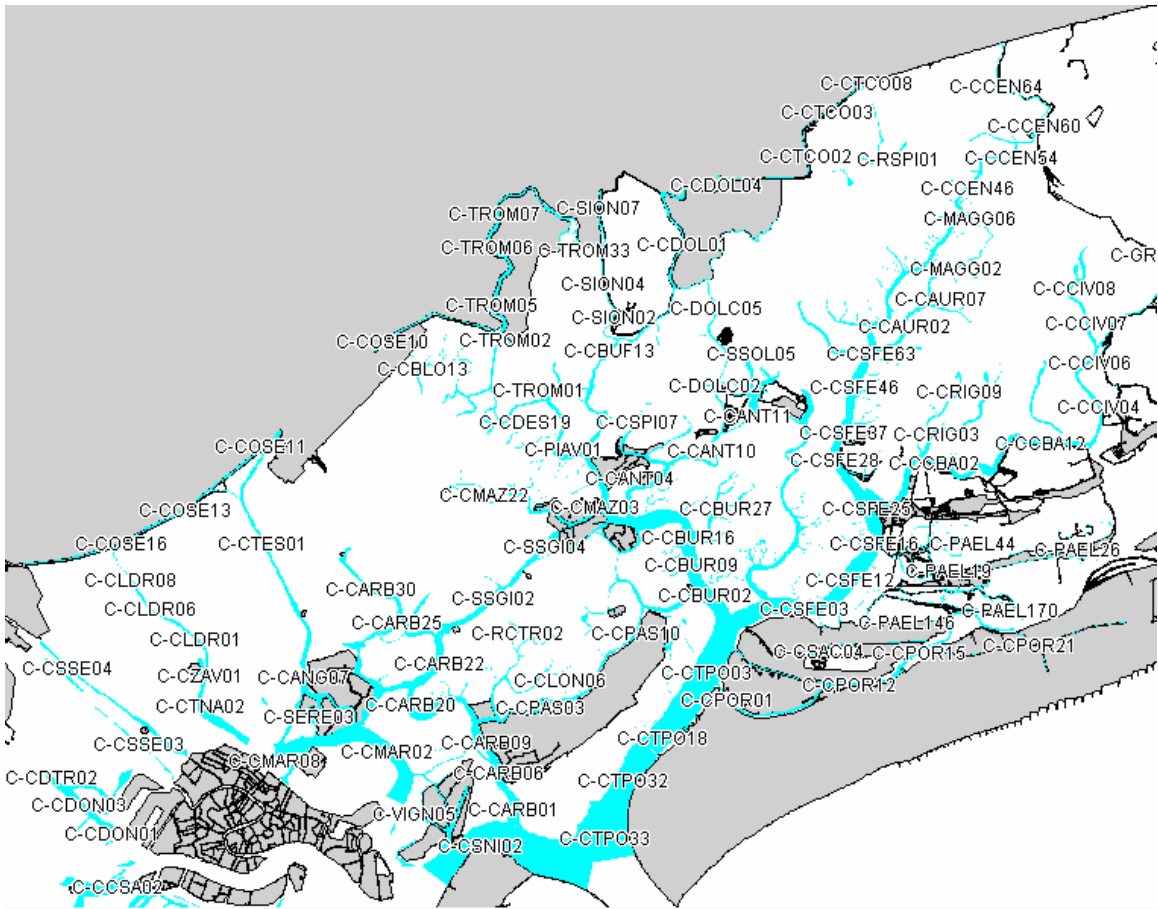 C-CTCO08
C-CCEN64
C-CTCO03
C-CCEN60
C-CTCO02
C-RSPI01
C-CCEN54
C-CDOL04
C-CCEN46
C-TROM07
C-SION07
C-MAGG06
C-TROM06
C-TROM33
C-CDOL01
C-GR
C-MAGG02
C-SION04
C-CCIV08
C-TROM05
C-DOLC05
C-CAUR07
C-SION02
C-CAUR02
C-CCIV07
C-COSE10
C-TROM02
C-CBUF13
C-SSOL05
C-CSFE63
C-CCIV06
C-CBLO13
C-TROM01
C-DOLC02
C-CSFE46
C-CRIG09
C-CCIV04
C-CDES19
C-CSPI07
C-CANT11
C-CSFE37
C-CRIG03
C-COSE11
C-PIAV01
C-CANT10
C-CCBA12
C-CSFE28
C-CCBA02
C-CANT04
C-CMAZ22
C-CMAZ03
C-CBUR27
C-CSFE25
C-COSE13
C-COSE16
C-CTES01
C-SSGI04
C-CBUR16
C-CSFE16
C-PAEL44
C-PAEL26
C-CLDR08
C-CBUR09
C-PAEL19
C-CARB30
C-SSGI02
C-CSFE12
C-CBUR02
C-CLDR06
C-CSFE03
C-PAEL170
C-CARB25
C-PAEL146
C-CLDR01
C-RCTR02
C-CPAS10
C-CSAC04
C-CPOR15
C-CPOR21
C-CSSE04
C-CARB22
C-CZAV01
C-CANG07
C-CTPO03
C-CLON06
C-CPOR12
C-CPOR01
C-CTNA02
C-SERE03
C-CARB20
C-CPAS03
C-CTPO18
C-CSSE03
C-CARB09
C-CMAR02
C-CMAR08
C-CARB06
C-CDTR02
C-CTPO32
C-CDON03
C-CARB01
C-VIGN05
C-CDON01
C-CTPO33
C-CSNI02
C-CCSA02